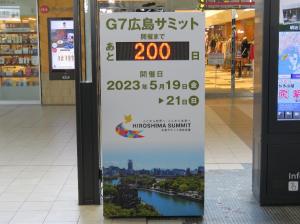 G7広島サミット
開催まで
あと 200 日
開催日
2023年5月19日金
▶21日日
HIROSHIMA SUMMIT
Info